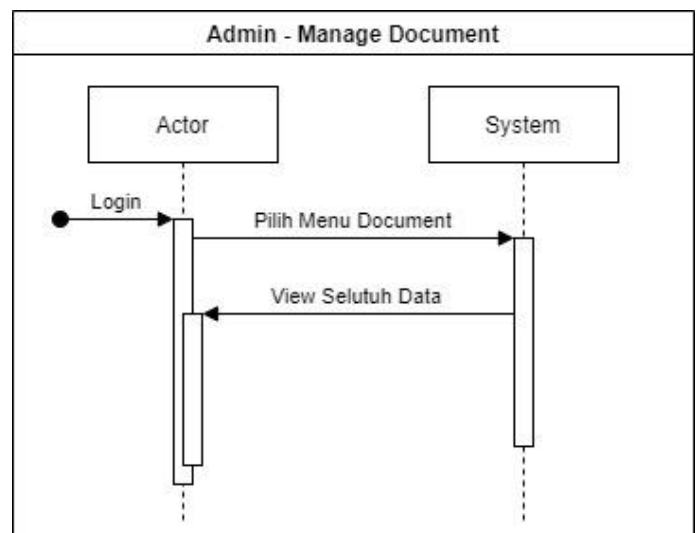 Admin - Manage Document
Actor
System
Login
Pilih Menu Document
View Selutuh Data